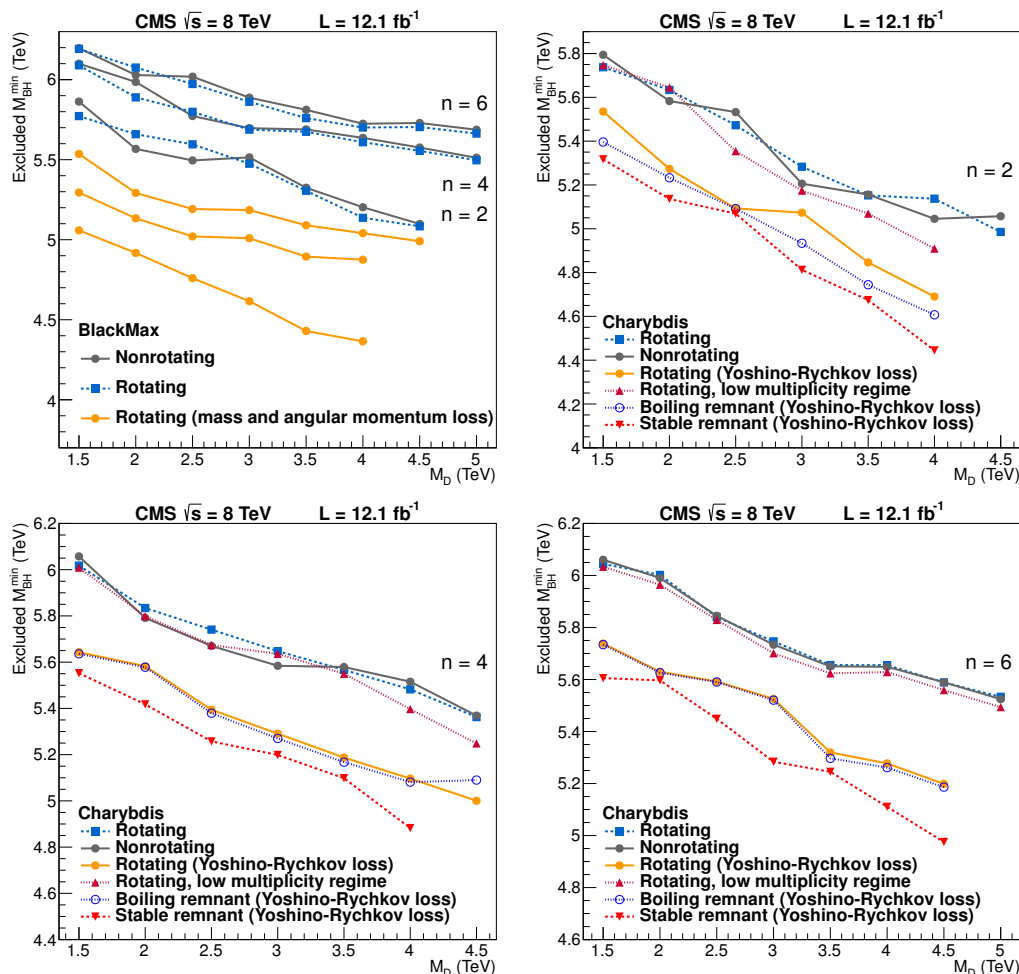 CMS √s = 8 TeV L = 12.1 fb⁻¹
Excluded M_BH^min (TeV)
6
5.5
5
4.5
4
n = 6
n = 4
n = 2
BlackMax
Nonrotating
Rotating
Rotating (mass and angular momentum loss)
1.5 2 2.5 3 3.5 4 4.5 5
M_D (TeV)
CMS √s = 8 TeV L = 12.1 fb⁻¹
Excluded M_BH^min (TeV)
5.8
5.6
5.4
5.2
5
4.8
4.6
4.4
4.2
4
n = 2
Charybdis
Rotating
Nonrotating
Rotating (Yoshino-Rychkov loss)
Rotating, low multiplicity regime
Boiling remnant (Yoshino-Rychkov loss)
Stable remnant (Yoshino-Rychkov loss)
1.5 2 2.5 3 3.5 4 4.5
M_D (TeV)
CMS √s = 8 TeV L = 12.1 fb⁻¹
Excluded M_BH^min (TeV)
6.2
6
5.8
5.6
5.4
5.2
5
4.8
4.6
4.4
n = 4
Charybdis
Rotating
Nonrotating
Rotating (Yoshino-Rychkov loss)
Rotating, low multiplicity regime
Boiling remnant (Yoshino-Rychkov loss)
Stable remnant (Yoshino-Rychkov loss)
1.5 2 2.5 3 3.5 4 4.5
M_D (TeV)
CMS √s = 8 TeV L = 12.1 fb⁻¹
Excluded M_BH^min (TeV)
6.2
6
5.8
5.6
5.4
5.2
5
4.8
4.6
n = 6
Charybdis
Rotating
Nonrotating
Rotating (Yoshino-Rychkov loss)
Rotating, low multiplicity regime
Boiling remnant (Yoshino-Rychkov loss)
Stable remnant (Yoshino-Rychkov loss)
1.5 2 2.5 3 3.5 4 4.5 5
M_D (TeV)